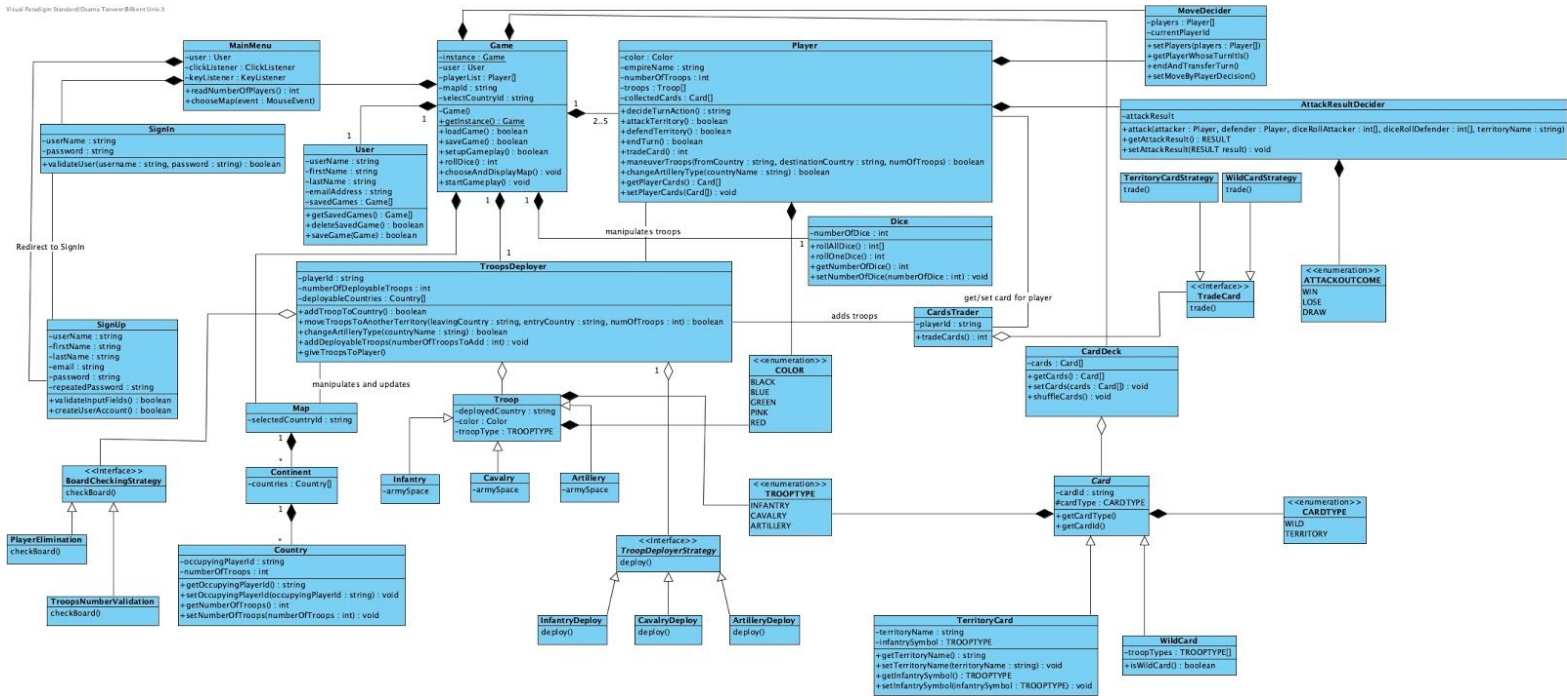 Visual Paradigm Standard(Osama Tanveer(Bilkent Univ.))
MainMenu
-user : User
-clickListener : ClickListener
-keyListener : KeyListener
+readNumberOfPlayers() : int
+chooseMap(event : MouseEvent)
Game
-instance : Game
-user : User
-playerList : Player[]
-mapId : string
-selectCountryId : string
-Game()
+getInstance() : Game
+loadGame() : boolean
+saveGame() : boolean
+setupGameplay() : boolean
+rollDice() : int
+chooseAndDisplayMap() : void
+startGameplay() : void
Player
-color : Color
-empireName : string
-numberOfTroops : int
-troops : Troop[]
-collectedCards : Card[]
+decideTurnAction() : string
+attackTerritory() : boolean
+defendTerritory() : boolean
+endTurn() : boolean
+tradeCard() : int
+maneuverTroops(fromCountry : string, destinationCountry : string, numOfTroops) : boolean
+changeArtilleryType(countryName : string) : boolean
+getPlayerCards() : Card[]
+setPlayerCards(Card[]) : void
MoveDecider
-players : Player[]
-currentPlayerId
+setPlayers(players : Player[])
+getPlayerWhoseTurnItIs()
+endAndTransferTurn()
+setMoveByPlayerDecision()
AttackResultDecider
-attackResult
+attack(attacker : Player, defender : Player, diceRollAttacker : int[], diceRollDefender : int[], territoryName : string)
+getAttackResult() : RESULT
+setAttackResult(RESULT result) : void
SignIn
-userName : string
-password : string
+validateUser(username : string, password : string) : boolean
User
-userName : string
-firstName : string
-lastName : string
-emailAddress : string
-savedGames : Game[]
+getSavedGames() : Game[]
+deleteSavedGame() : boolean
+saveGame(Game) : boolean
1
1
1
2..5
1
1
1
1
TerritoryCardStrategy
trade()
WildCardStrategy
trade()
Dice
-numberOfDice : int
+rollAllDice() : int[]
+rollOneDice() : int
+getNumberOfDice() : int
+setNumberOfDice(numberOfDice : int) : void
manipulates troops
Redirect to SignIn
TroopsDeployer
-playerId : string
-numberOfDeployableTroops : int
-deployableCountries : Country[]
+addTroopToCountry() : boolean
+moveTroopsToAnotherTerritory(leavingCountry : string, entryCountry : string, numOfTroops : int) : boolean
+changeArtilleryType(countryName : string) : boolean
+addDeployableTroops(numberOfTroopsToAdd : int) : void
+giveTroopsToPlayer()
<<enumeration>>
ATTACKOUTCOME
WIN
LOSE
DRAW
<<Interface>>
TradeCard
trade()
get/set card for player
adds troops
CardsTrader
-playerId : string
+tradeCards() : int
SignUp
-userName : string
-firstName : string
-lastName : string
-email : string
-password : string
-repeatedPassword : string
+validateInputFields() : boolean
+createUserAccount() : boolean
CardDeck
-cards : Card[]
+getCards() : Card[]
+setCards(cards : Card[]) : void
+shuffleCards() : void
<<enumeration>>
COLOR
BLACK
BLUE
GREEN
PINK
RED
1
manipulates and updates
Map
-selectedCountryId : string
Troop
-deployedCountry : string
-color : Color
-troopType : TROOPTYPE
1
*
<<Interface>>
BoardCheckingStrategy
checkBoard()
Continent
-countries : Country[]
Infantry
-armySpace
Cavalry
-armySpace
Artillery
-armySpace
<<enumeration>>
TROOPTYPE
INFANTRY
CAVALRY
ARTILLERY
Card
-cardId : string
#cardType : CARDTYPE
+getCardType()
+getCardId()
<<enumeration>>
CARDTYPE
WILD
TERRITORY
1
*
PlayerElimination
checkBoard()
Country
-occupyingPlayerId : string
-numberOfTroops : int
+getOccupyingPlayerId() : string
+setOccupyingPlayerId(occupyingPlayerId : string) : void
+getNumberOfTroops() : int
+setNumberOfTroops(numberOfTroops : int) : void
<<Interface>>
TroopDeployerStrategy
deploy()
TroopsNumberValidation
checkBoard()
InfantryDeploy
deploy()
CavalryDeploy
deploy()
ArtilleryDeploy
deploy()
TerritoryCard
-territoryName : string
-infantrySymbol : TROOPTYPE
+getTerritoryName() : string
+setTerritoryName(territoryName : string) : void
+getInfantrySymbol() : TROOPTYPE
+setInfantrySymbol(infantrySymbol : TROOPTYPE) : void
WildCard
-troopTypes : TROOPTYPE[]
+isWildCard() : boolean